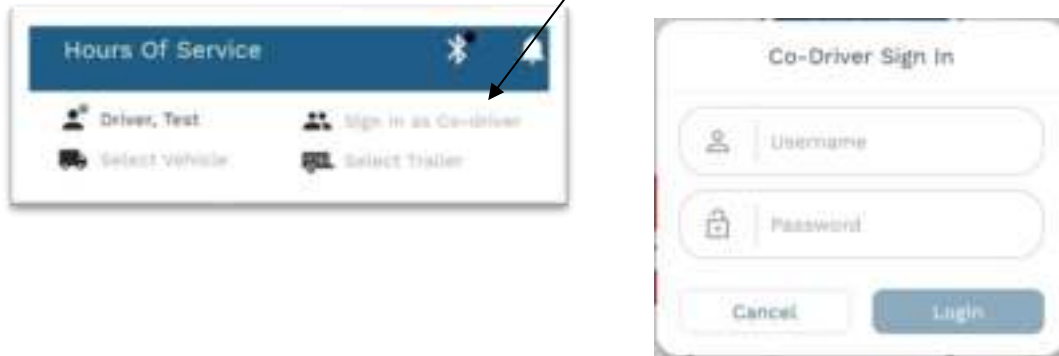 Hours Of Service
Driver, Test
Sign in as Co-driver
Select Vehicle
Select Trailer
Co-Driver Sign In
Username
Password
Cancel
Login